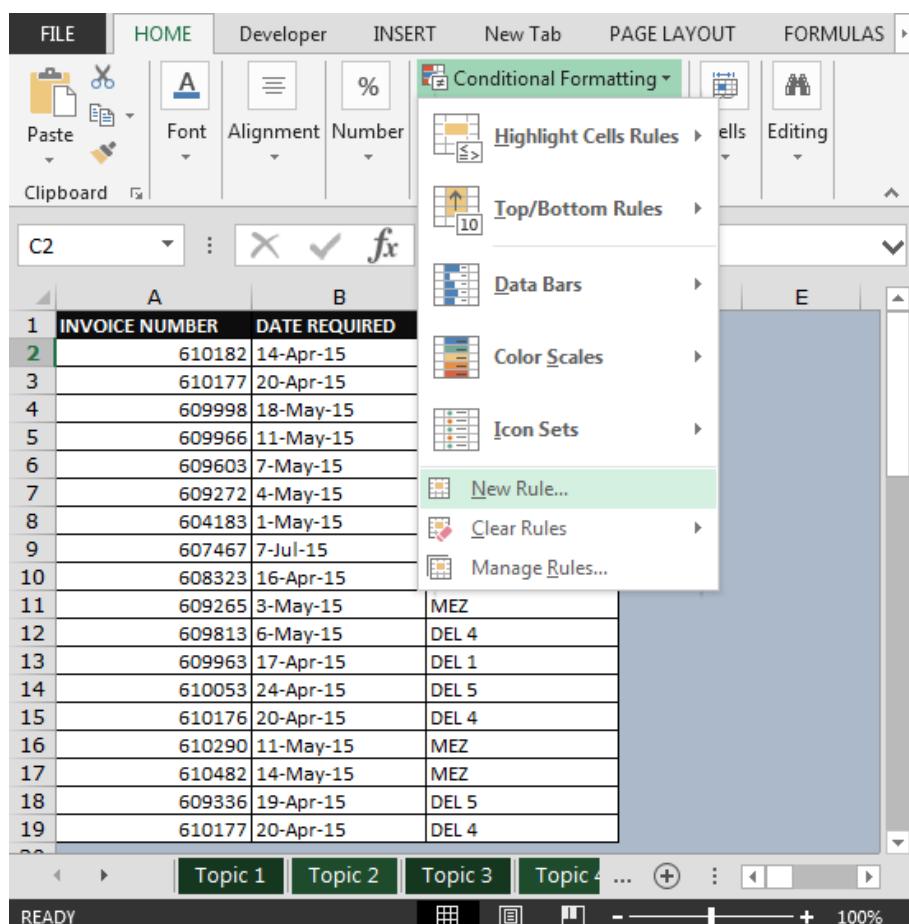 FILE HOME Developer INSERT New Tab PAGE LAYOUT FORMULAS
Paste
Font
Alignment
%
Number
Conditional Formatting
ells
Editing
Clipboard
Highlight Cells Rules
Top/Bottom Rules
10
Data Bars
Color Scales
Icon Sets
New Rule...
Clear Rules
Manage Rules...
C2 fx
A B E
1 INVOICE NUMBER DATE REQUIRED
2 610182 14-Apr-15
3 610177 20-Apr-15
4 609998 18-May-15
5 609966 11-May-15
6 609603 7-May-15
7 609272 4-May-15
8 604183 1-May-15
9 607467 7-Jul-15
10 608323 16-Apr-15
11 609265 3-May-15 MEZ
12 609813 6-May-15 DEL 4
13 609963 17-Apr-15 DEL 1
14 610053 24-Apr-15 DEL 5
15 610176 20-Apr-15 DEL 4
16 610290 11-May-15 MEZ
17 610482 14-May-15 MEZ
18 609336 19-Apr-15 DEL 5
19 610177 20-Apr-15 DEL 4
Topic 1 Topic 2 Topic 3 Topic ...
READY 100%